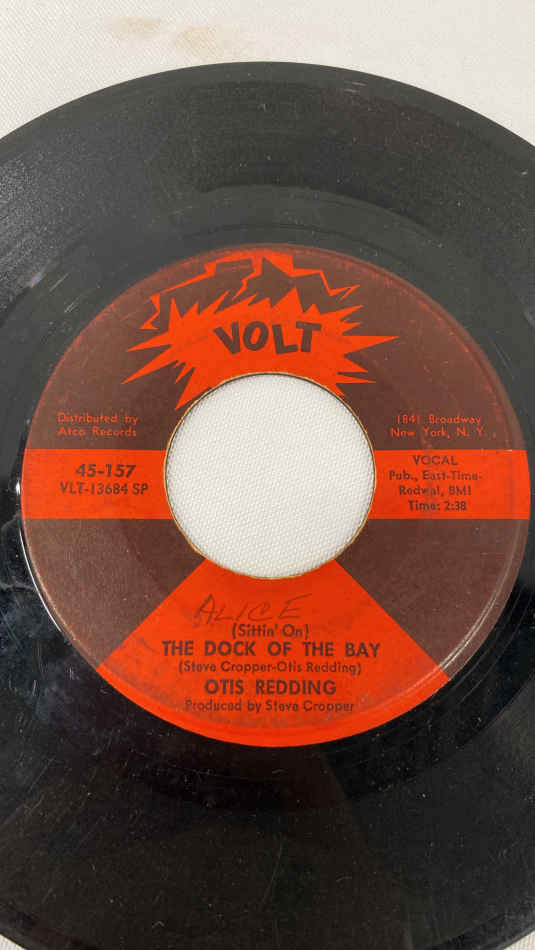 VOLT
Distributed by
Atco Records
1841 Broadway
New York, N. Y.
45-157
VLT-13684 SP
VOCAL
Pub., East-Time-
Redwal, BMI
Time: 2:38
ALICE
(Sittin' On)
THE DOCK OF THE BAY
(Steve Cropper-Otis Redding)
OTIS REDDING
Produced by Steve Cropper